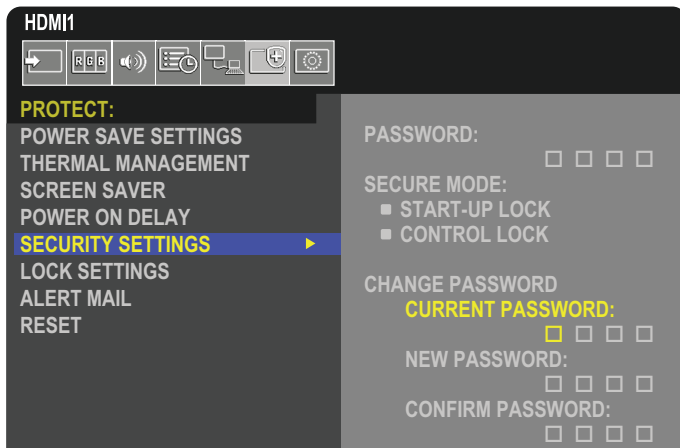 HDMI1
RGB
PROTECT:
POWER SAVE SETTINGS
THERMAL MANAGEMENT
SCREEN SAVER
POWER ON DELAY
SECURITY SETTINGS
LOCK SETTINGS
ALERT MAIL
RESET
PASSWORD:
SECURE MODE:
START-UP LOCK
CONTROL LOCK
CHANGE PASSWORD
CURRENT PASSWORD:
NEW PASSWORD:
CONFIRM PASSWORD: